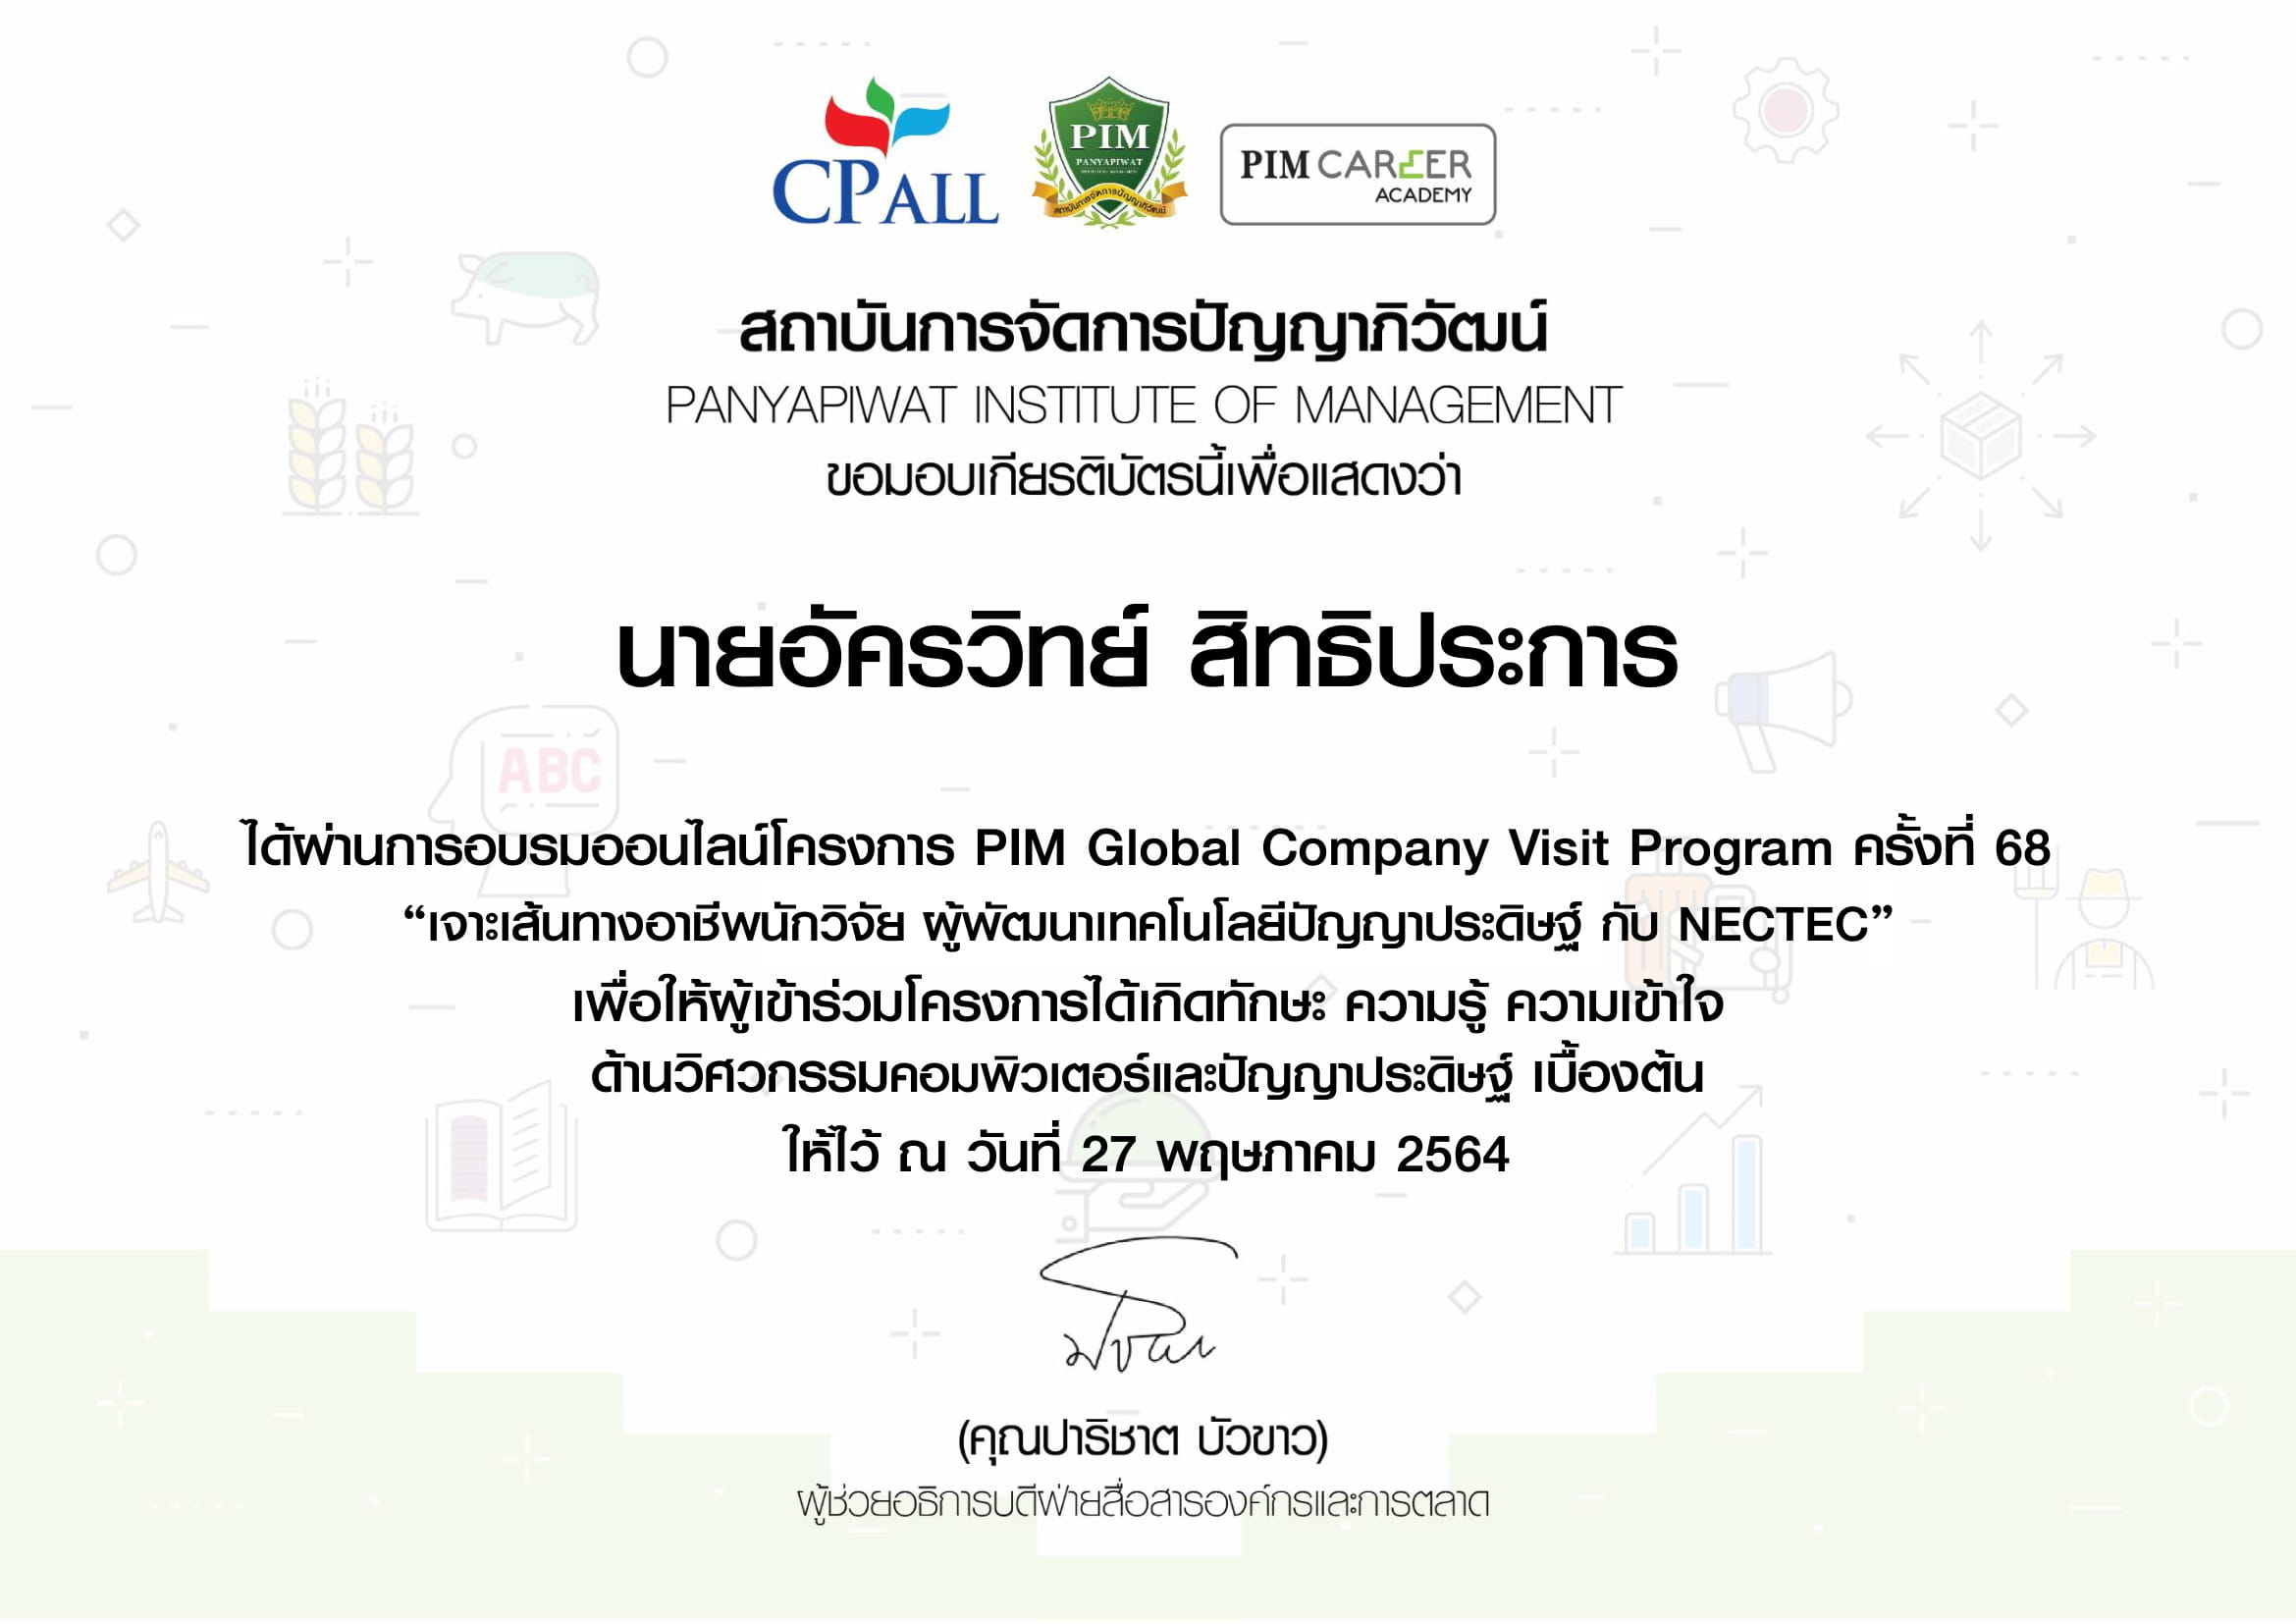 CPALL
PIM
PANYAPIWAT
สถาบันการจัดการปัญญาภิวัฒน์
PIM CAREER
ACADEMY
สถาบันการจัดการปัญญาภิวัฒน์
PANYAPIWAT INSTITUTE OF MANAGEMENT
ขอมอบเกียรติบัตรนี้เพื่อแสดงว่า
นายอัครวิทย์ สิทธิประการ
ABC
ได้ผ่านการอบรมออนไลน์โครงการ PIM Global Company Visit Program ครั้งที่ 68
“เจาะเส้นทางอาชีพนักวิจัย ผู้พัฒนาเทคโนโลยีปัญญาประดิษฐ์ กับ NECTEC”
เพื่อให้ผู้เข้าร่วมโครงการได้เกิดทักษะ ความรู้ ความเข้าใจ
ด้านวิศวกรรมคอมพิวเตอร์และปัญญาประดิษฐ์ เบื้องต้น
ให้ไว้ ณ วันที่ 27 พฤษภาคม 2564
(คุณปาริชาต บัวขาว)
ผู้ช่วยอธิการบดีฝ่ายสื่อสารองค์กรและการตลาด